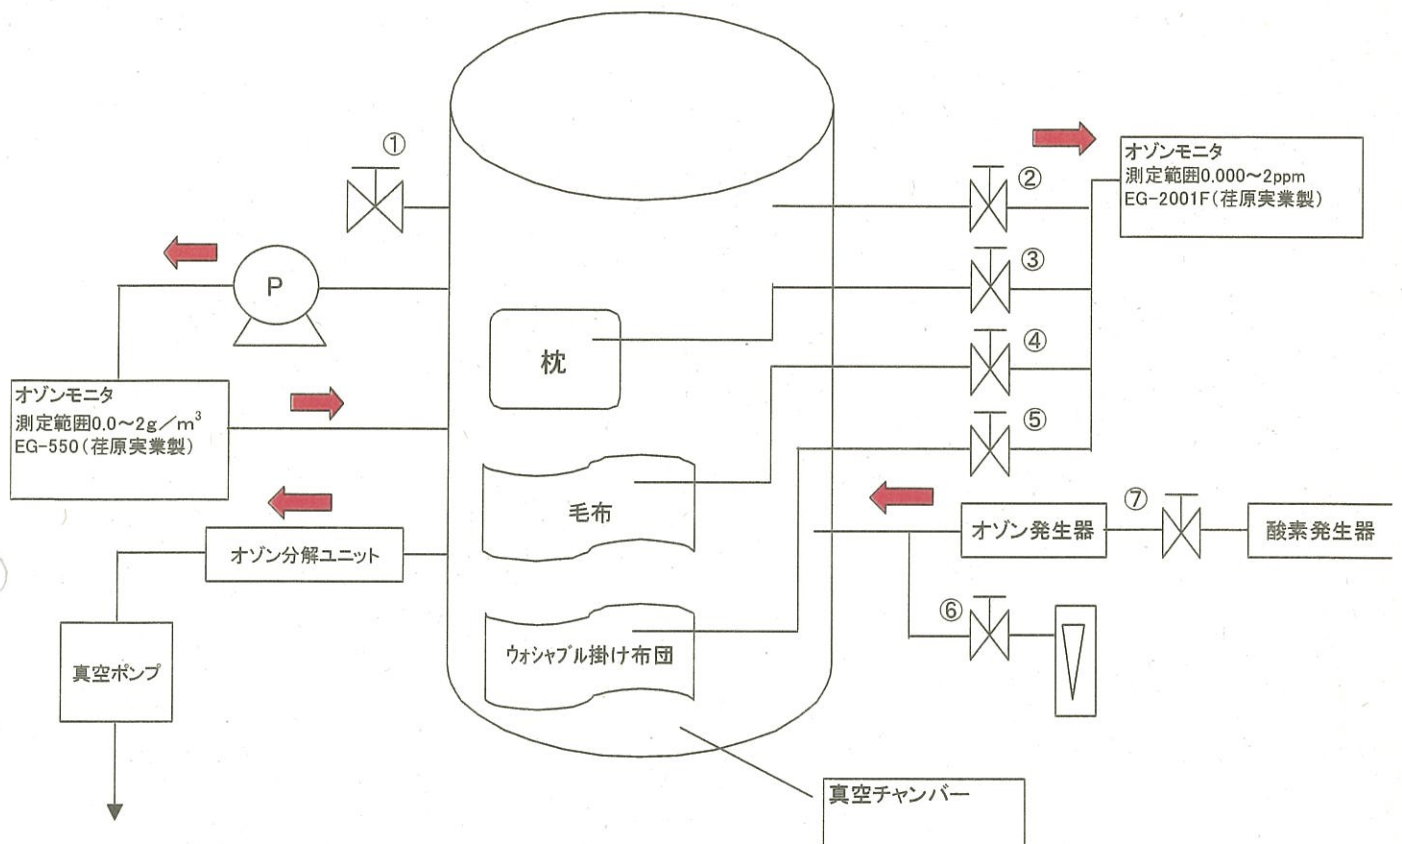 ①
②
オゾンモニタ
測定範囲0.000~2ppm
EG-2001F(荏原実業製)
③
P
④
枕
オゾンモニタ
測定範囲0.0~2g/m³
EG-550(荏原実業製)
⑤
⑦
毛布
オゾン発生器
酸素発生器
オゾン分解ユニット
⑥
ウォシャブル掛け布団
真空ポンプ
真空チャンバー